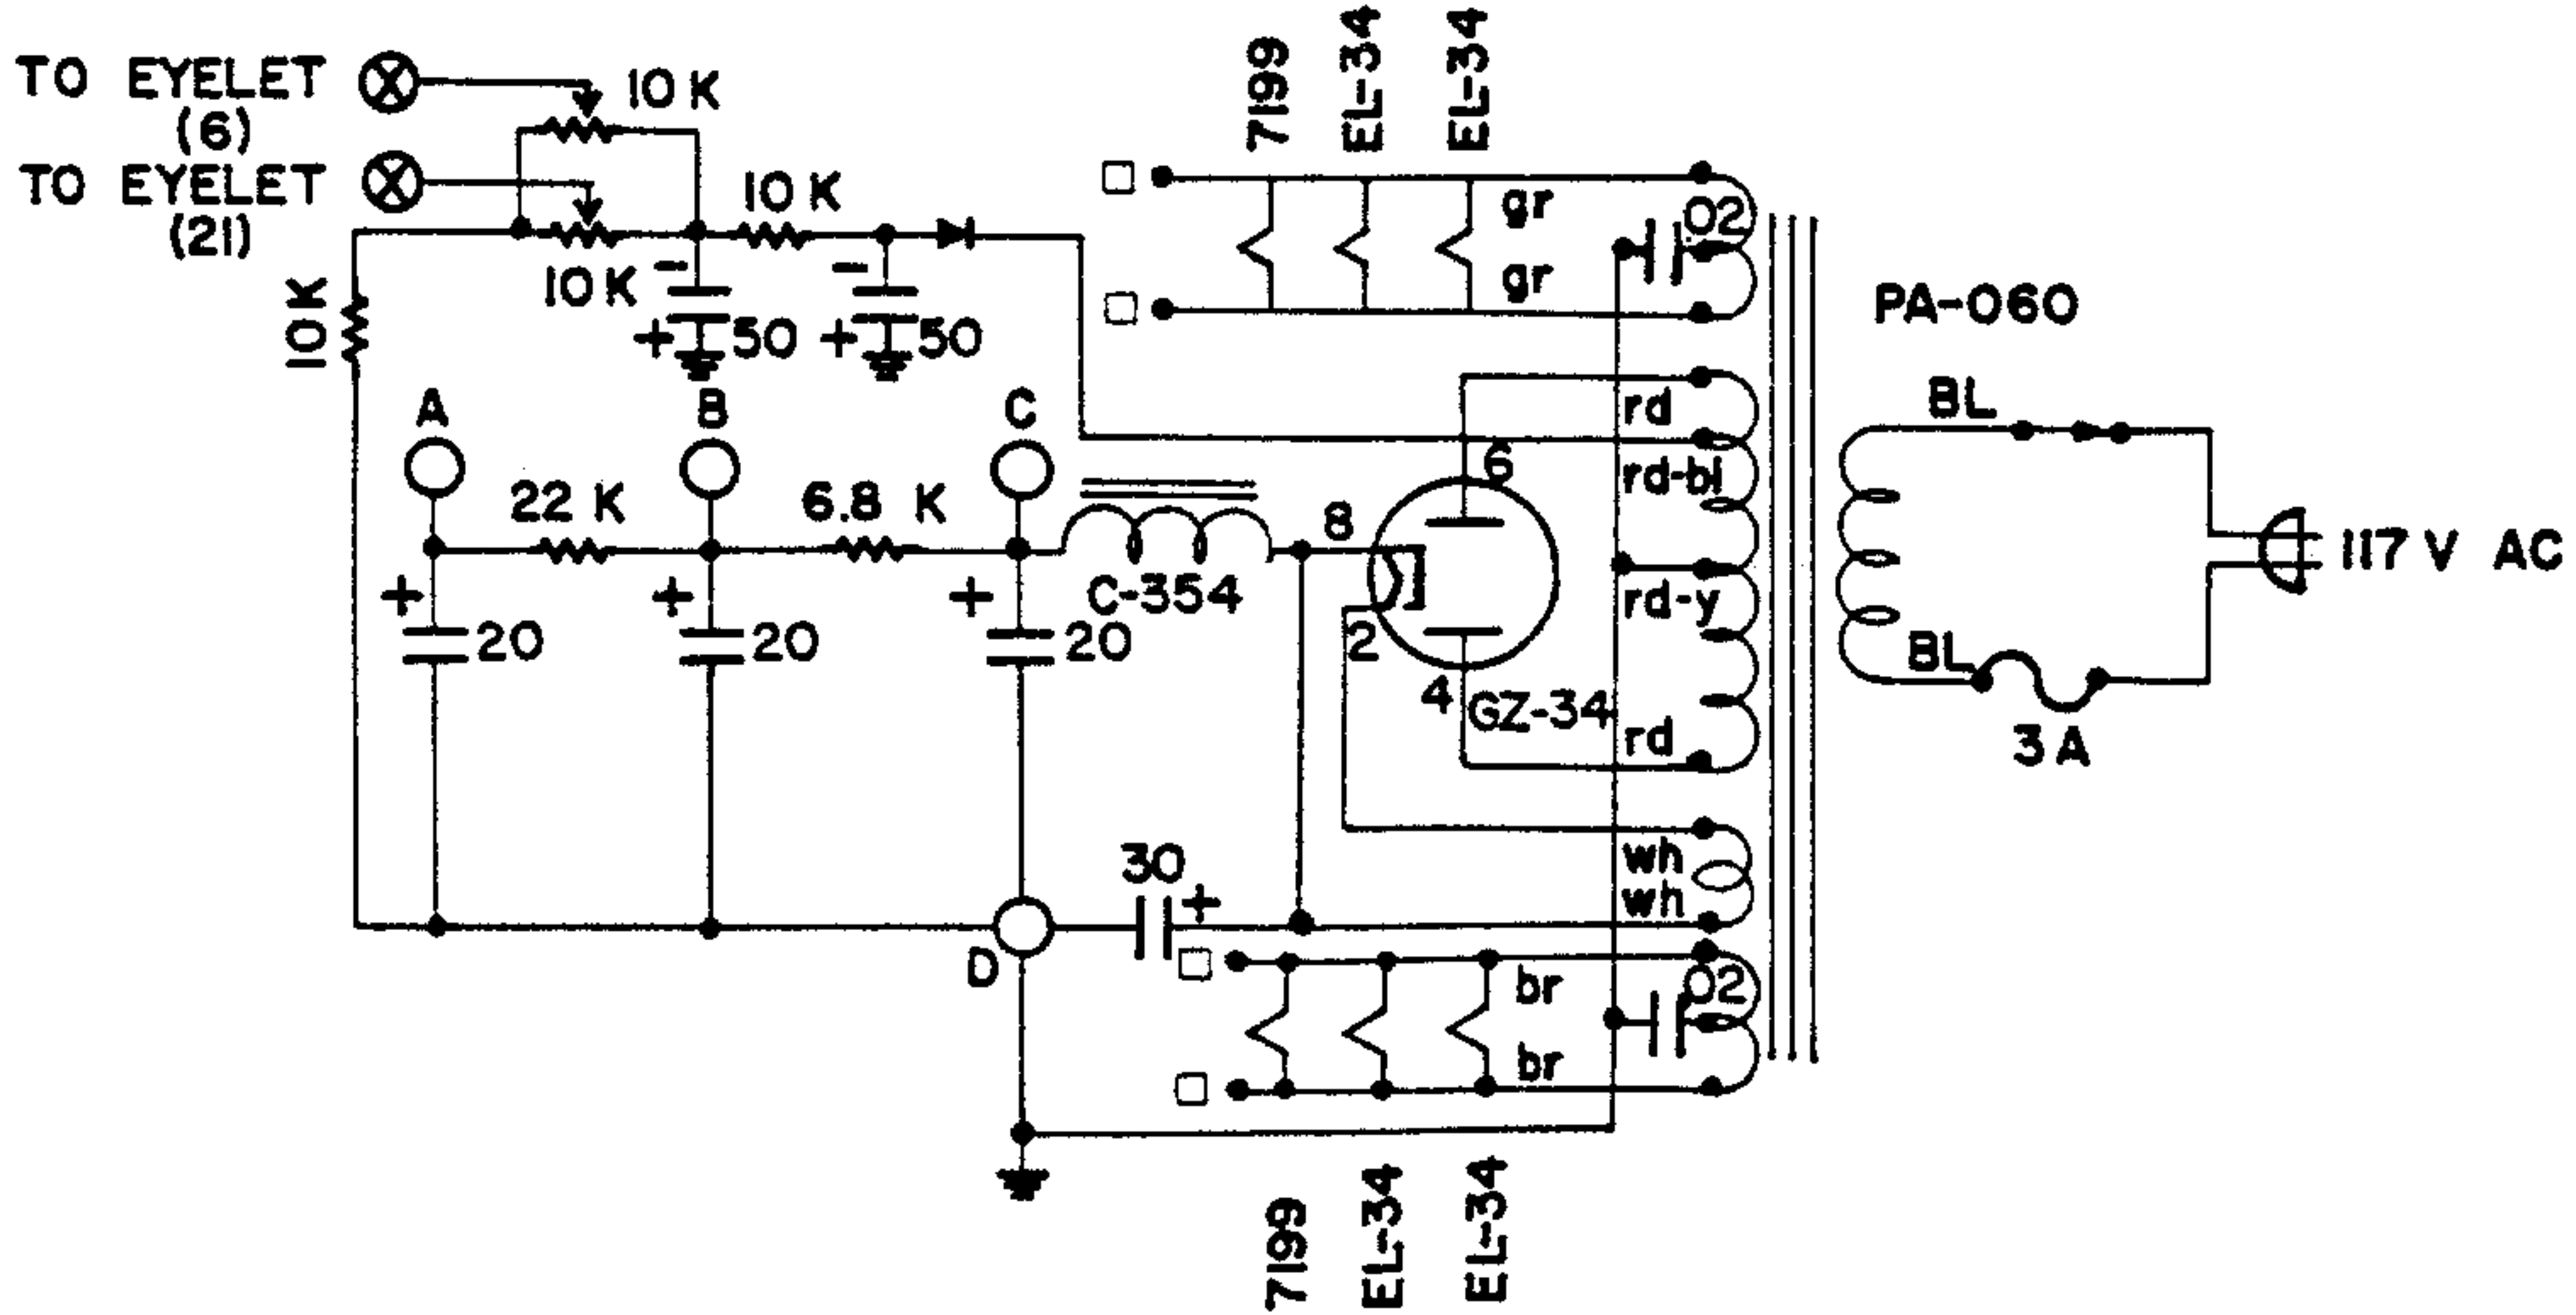 TO EYELET
(6)
TO EYELET
(21)
10 K
10 K
10 K
10 K
-
+
50
-
+
50
7199
EL-34
EL-34
gr
gr
02
A
B
C
22 K
6.8 K
+
20
+
20
+
20
C-354
8
6
2
4
GZ-34
rd
rd-bl
rd-y
rd
wh
wh
30
+
D
br
br
02
7199
EL-34
EL-34
PA-060
BL
BL
3 A
117 V AC